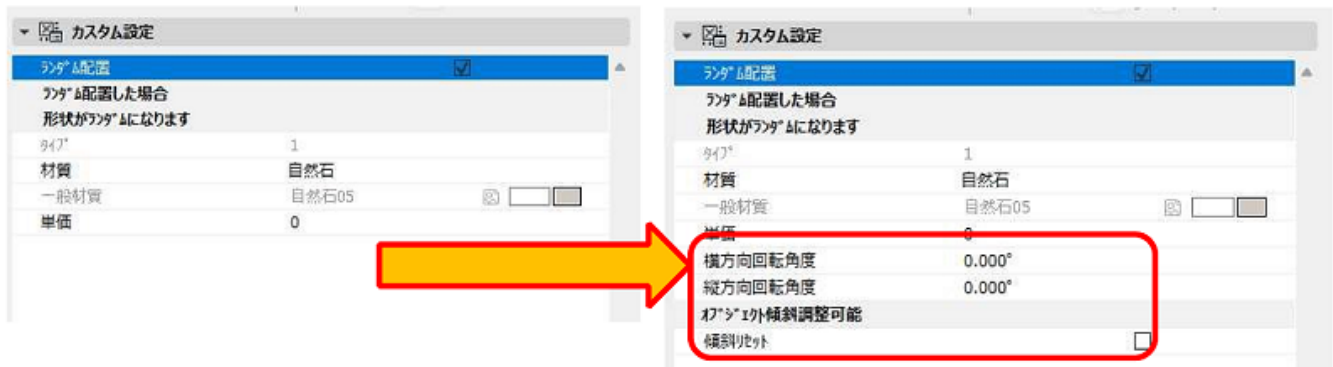 カスタム設定
ﾗﾝﾀﾞﾑ配置
ﾗﾝﾀﾞﾑ配置した場合
形状がﾗﾝﾀﾞﾑになります
ﾀｲﾌﾟ 1
材質 自然石
一般材質 自然石05
単価 0
カスタム設定
ﾗﾝﾀﾞﾑ配置
ﾗﾝﾀﾞﾑ配置した場合
形状がﾗﾝﾀﾞﾑになります
ﾀｲﾌﾟ 1
材質 自然石
一般材質 自然石05
単価 0
横方向回転角度 0.000°
縦方向回転角度 0.000°
ｵﾌﾞｼﾞｪｸﾄ傾斜調整可能
傾斜ﾘｾｯﾄ